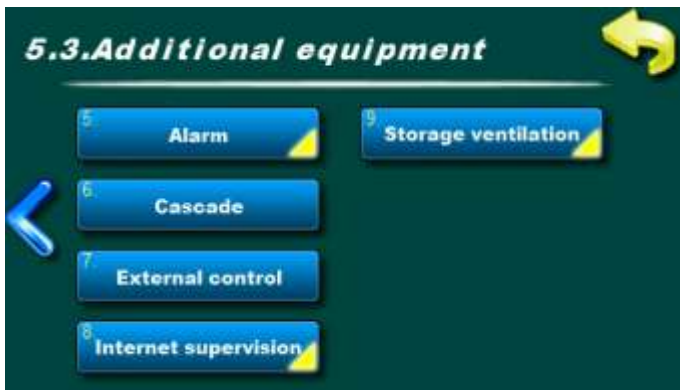 5.3.Additional equipment
5.
Alarm
6.
Cascade
7.
External control
8.
Internet supervision
9.
Storage ventilation